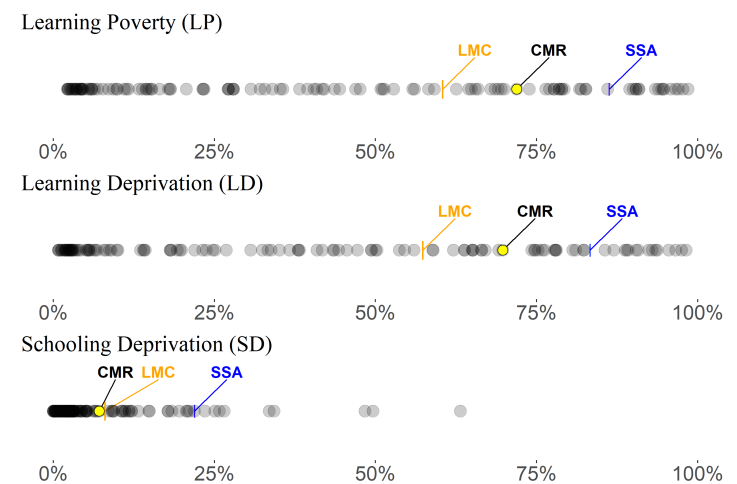 Learning Poverty (LP)
LMC CMR SSA
0% 25% 50% 75% 100%
Learning Deprivation (LD)
LMC CMR SSA
0% 25% 50% 75% 100%
Schooling Deprivation (SD)
CMR LMC SSA
0% 25% 50% 75% 100%